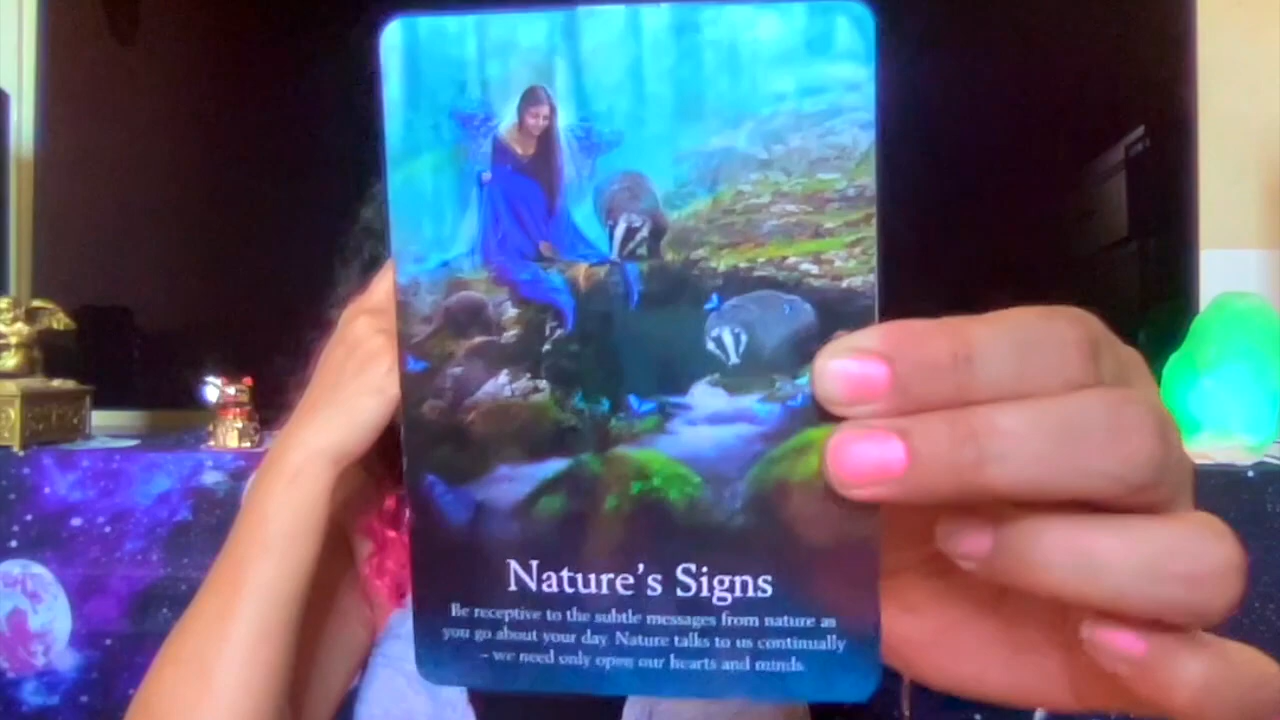 Nature's Signs
Be receptive to the subtle messages from nature as
you go about your day. Nature talks to us continually
– we need only open our hearts and minds.